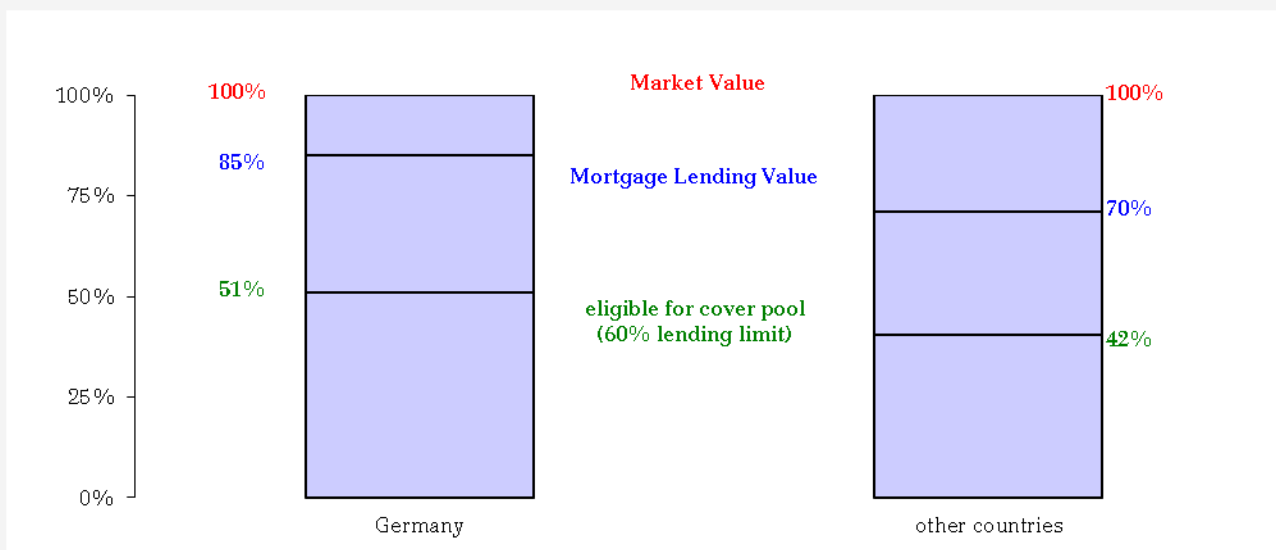 Market Value
100%
100%
100%
85%
Mortgage Lending Value
75%
70%
51%
50%
eligible for cover pool
(60% lending limit)
42%
25%
0%
Germany
other countries